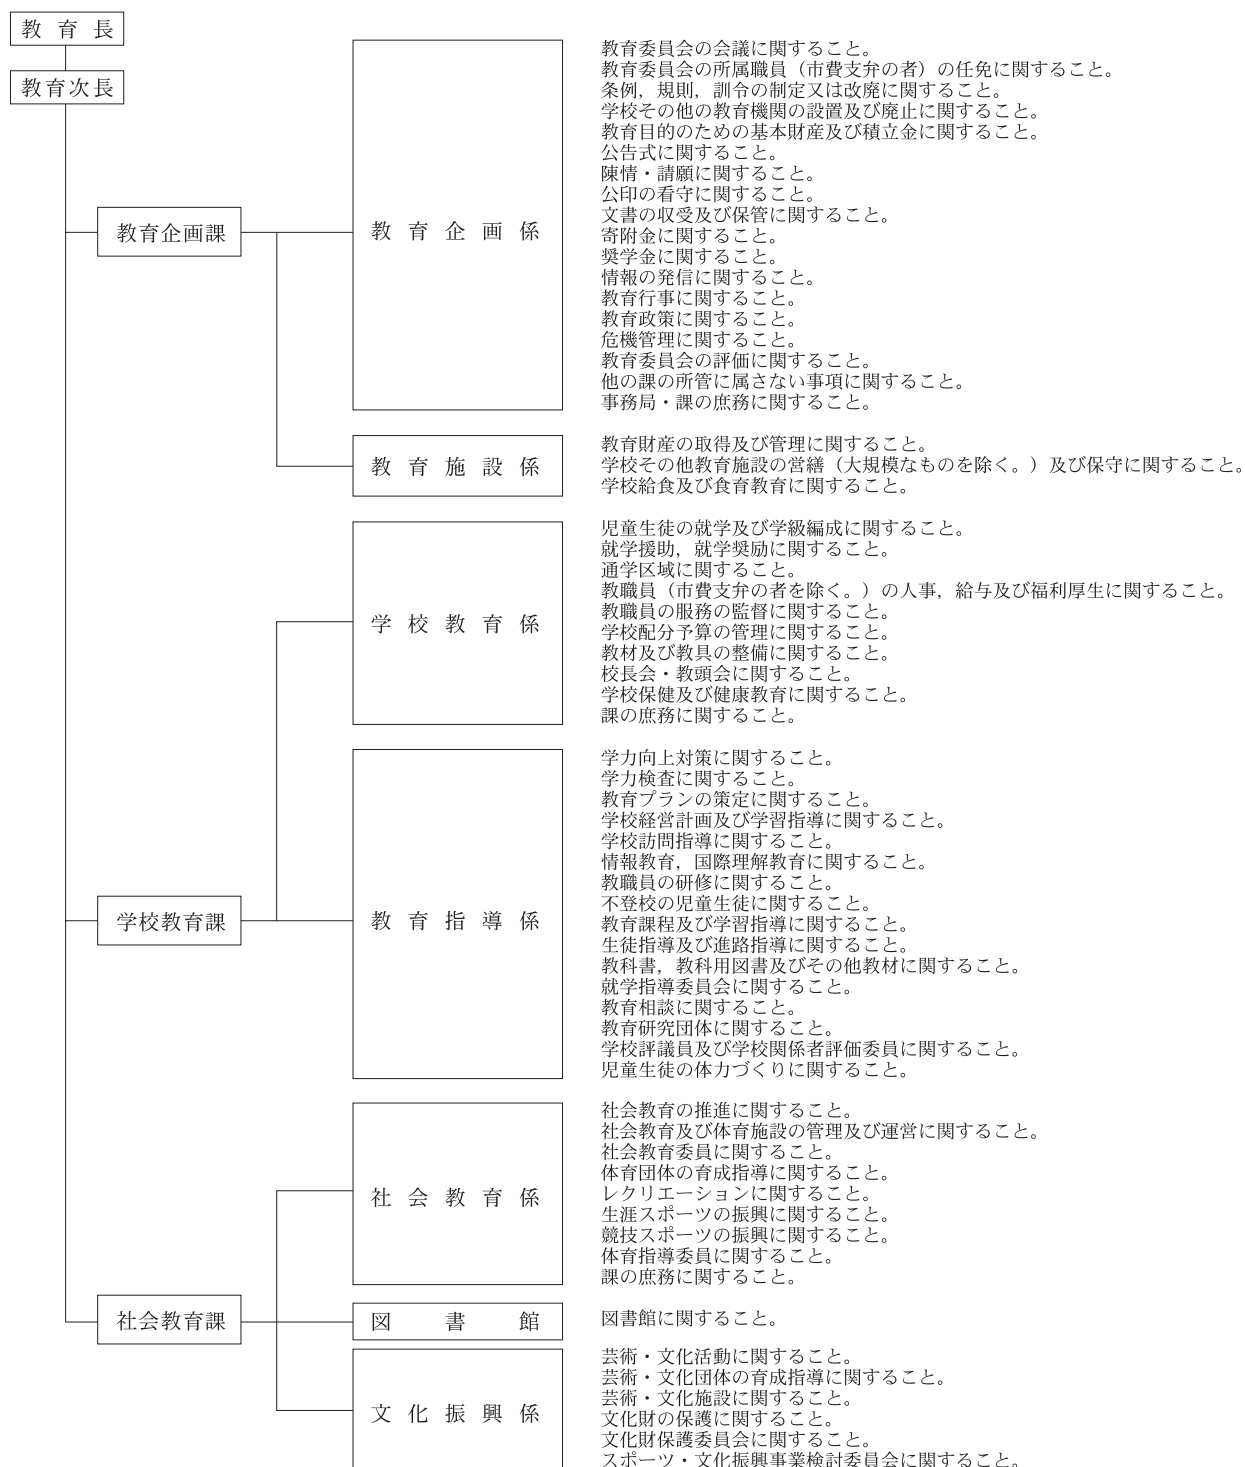 教育長
教育次長
教育企画課
教育企画係
教育委員会の会議に関すること。
教育委員会の所属職員（市費支弁の者）の任免に関すること。
条例，規則，訓令の制定又は改廃に関すること。
学校その他の教育機関の設置及び廃止に関すること。
教育目的のための基本財産及び積立金に関すること。
公告式に関すること。
陳情・請願に関すること。
公印の看守に関すること。
文書の収受及び保管に関すること。
寄附金に関すること。
奨学金に関すること。
情報の発信に関すること。
教育行事に関すること。
教育政策に関すること。
危機管理に関すること。
教育委員会の評価に関すること。
他の課の所管に属さない事項に関すること。
事務局・課の庶務に関すること。
教育施設係
教育財産の取得及び管理に関すること。
学校その他教育施設の営繕（大規模なものを除く。）及び保守に関すること。
学校給食及び食育教育に関すること。
学校教育課
学校教育係
児童生徒の就学及び学級編成に関すること。
就学援助，就学奨励に関すること。
通学区域に関すること。
教職員（市費支弁の者を除く。）の人事，給与及び福利厚生に関すること。
教職員の服務の監督に関すること。
学校配分予算の管理に関すること。
教材及び教具の整備に関すること。
校長会・教頭会に関すること。
学校保健及び健康教育に関すること。
課の庶務に関すること。
教育指導係
学力向上対策に関すること。
学力検査に関すること。
教育プランの策定に関すること。
学校経営計画及び学習指導に関すること。
学校訪問指導に関すること。
情報教育，国際理解教育に関すること。
教職員の研修に関すること。
不登校の児童生徒に関すること。
教育課程及び学習指導に関すること。
生徒指導及び進路指導に関すること。
教科書，教科用図書及びその他教材に関すること。
就学指導委員会に関すること。
教育相談に関すること。
教育研究団体に関すること。
学校評議員及び学校関係者評価委員に関すること。
児童生徒の体力づくりに関すること。
社会教育課
社会教育係
社会教育の推進に関すること。
社会教育及び体育施設の管理及び運営に関すること。
社会教育委員に関すること。
体育団体の育成指導に関すること。
レクリエーションに関すること。
生涯スポーツの振興に関すること。
競技スポーツの振興に関すること。
体育指導委員に関すること。
課の庶務に関すること。
図書館
図書館に関すること。
文化振興係
芸術・文化活動に関すること。
芸術・文化団体の育成指導に関すること。
芸術・文化施設に関すること。
文化財の保護に関すること。
文化財保護委員会に関すること。
スポーツ・文化振興事業検討委員会に関すること。